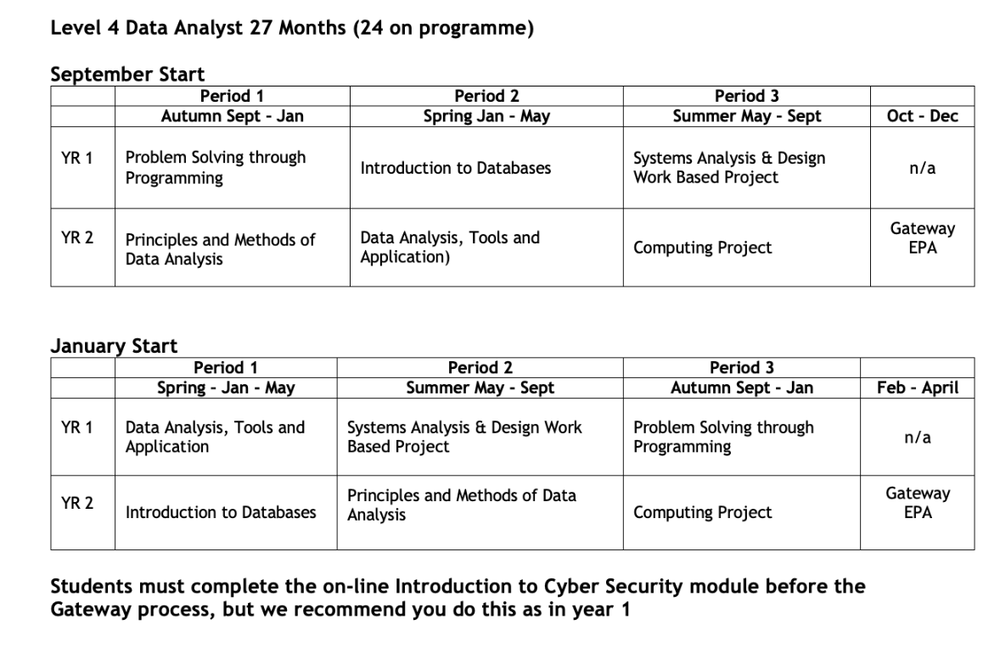 Level 4 Data Analyst 27 Months (24 on programme)
September Start
Period 1 Period 2 Period 3
Autumn Sept - Jan Spring Jan - May Summer May - Sept Oct - Dec
YR 1 Problem Solving through Programming Introduction to Databases Systems Analysis & Design Work Based Project n/a
YR 2 Principles and Methods of Data Analysis Data Analysis, Tools and Application) Computing Project Gateway EPA
January Start
Period 1 Period 2 Period 3
Spring - Jan - May Summer May - Sept Autumn Sept - Jan Feb - April
YR 1 Data Analysis, Tools and Application Systems Analysis & Design Work Based Project Problem Solving through Programming n/a
YR 2 Introduction to Databases Principles and Methods of Data Analysis Computing Project Gateway EPA
Students must complete the on-line Introduction to Cyber Security module before the
Gateway process, but we recommend you do this as in year 1